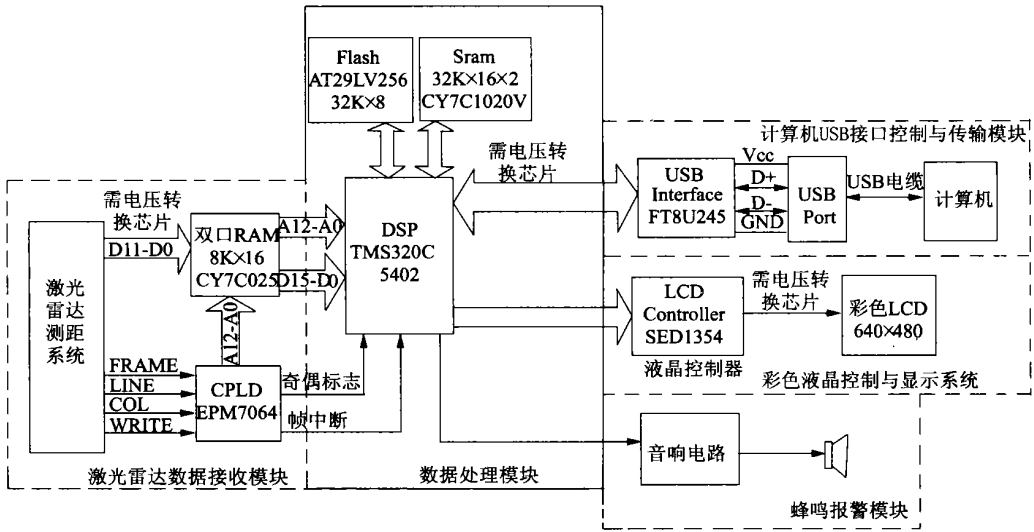 Flash
AT29LV256
32K×8
Sram
32K×16×2
CY7C1020V
计算机USB接口控制与传输模块
需电压转
换芯片
双口RAM
8K×16
CY7C025
D11-D0
A12-A0
D15-D0
A12-A0
激光
雷达
测距
系统
FRAME
LINE
COL
WRITE
CPLD
EPM7064
奇偶标志
帧中断
激光雷达数据接收模块
DSP
TMS320C
5402
数据处理模块
需电压转
换芯片
USB
Interface
FT8U245
Vcc
D+
D-
GND
USB
Port
USB电缆
计算机
LCD
Controller
SED1354
液晶控制器
需电压转
换芯片
彩色LCD
640×480
彩色液晶控制与显示系统
音响电路
蜂鸣报警模块